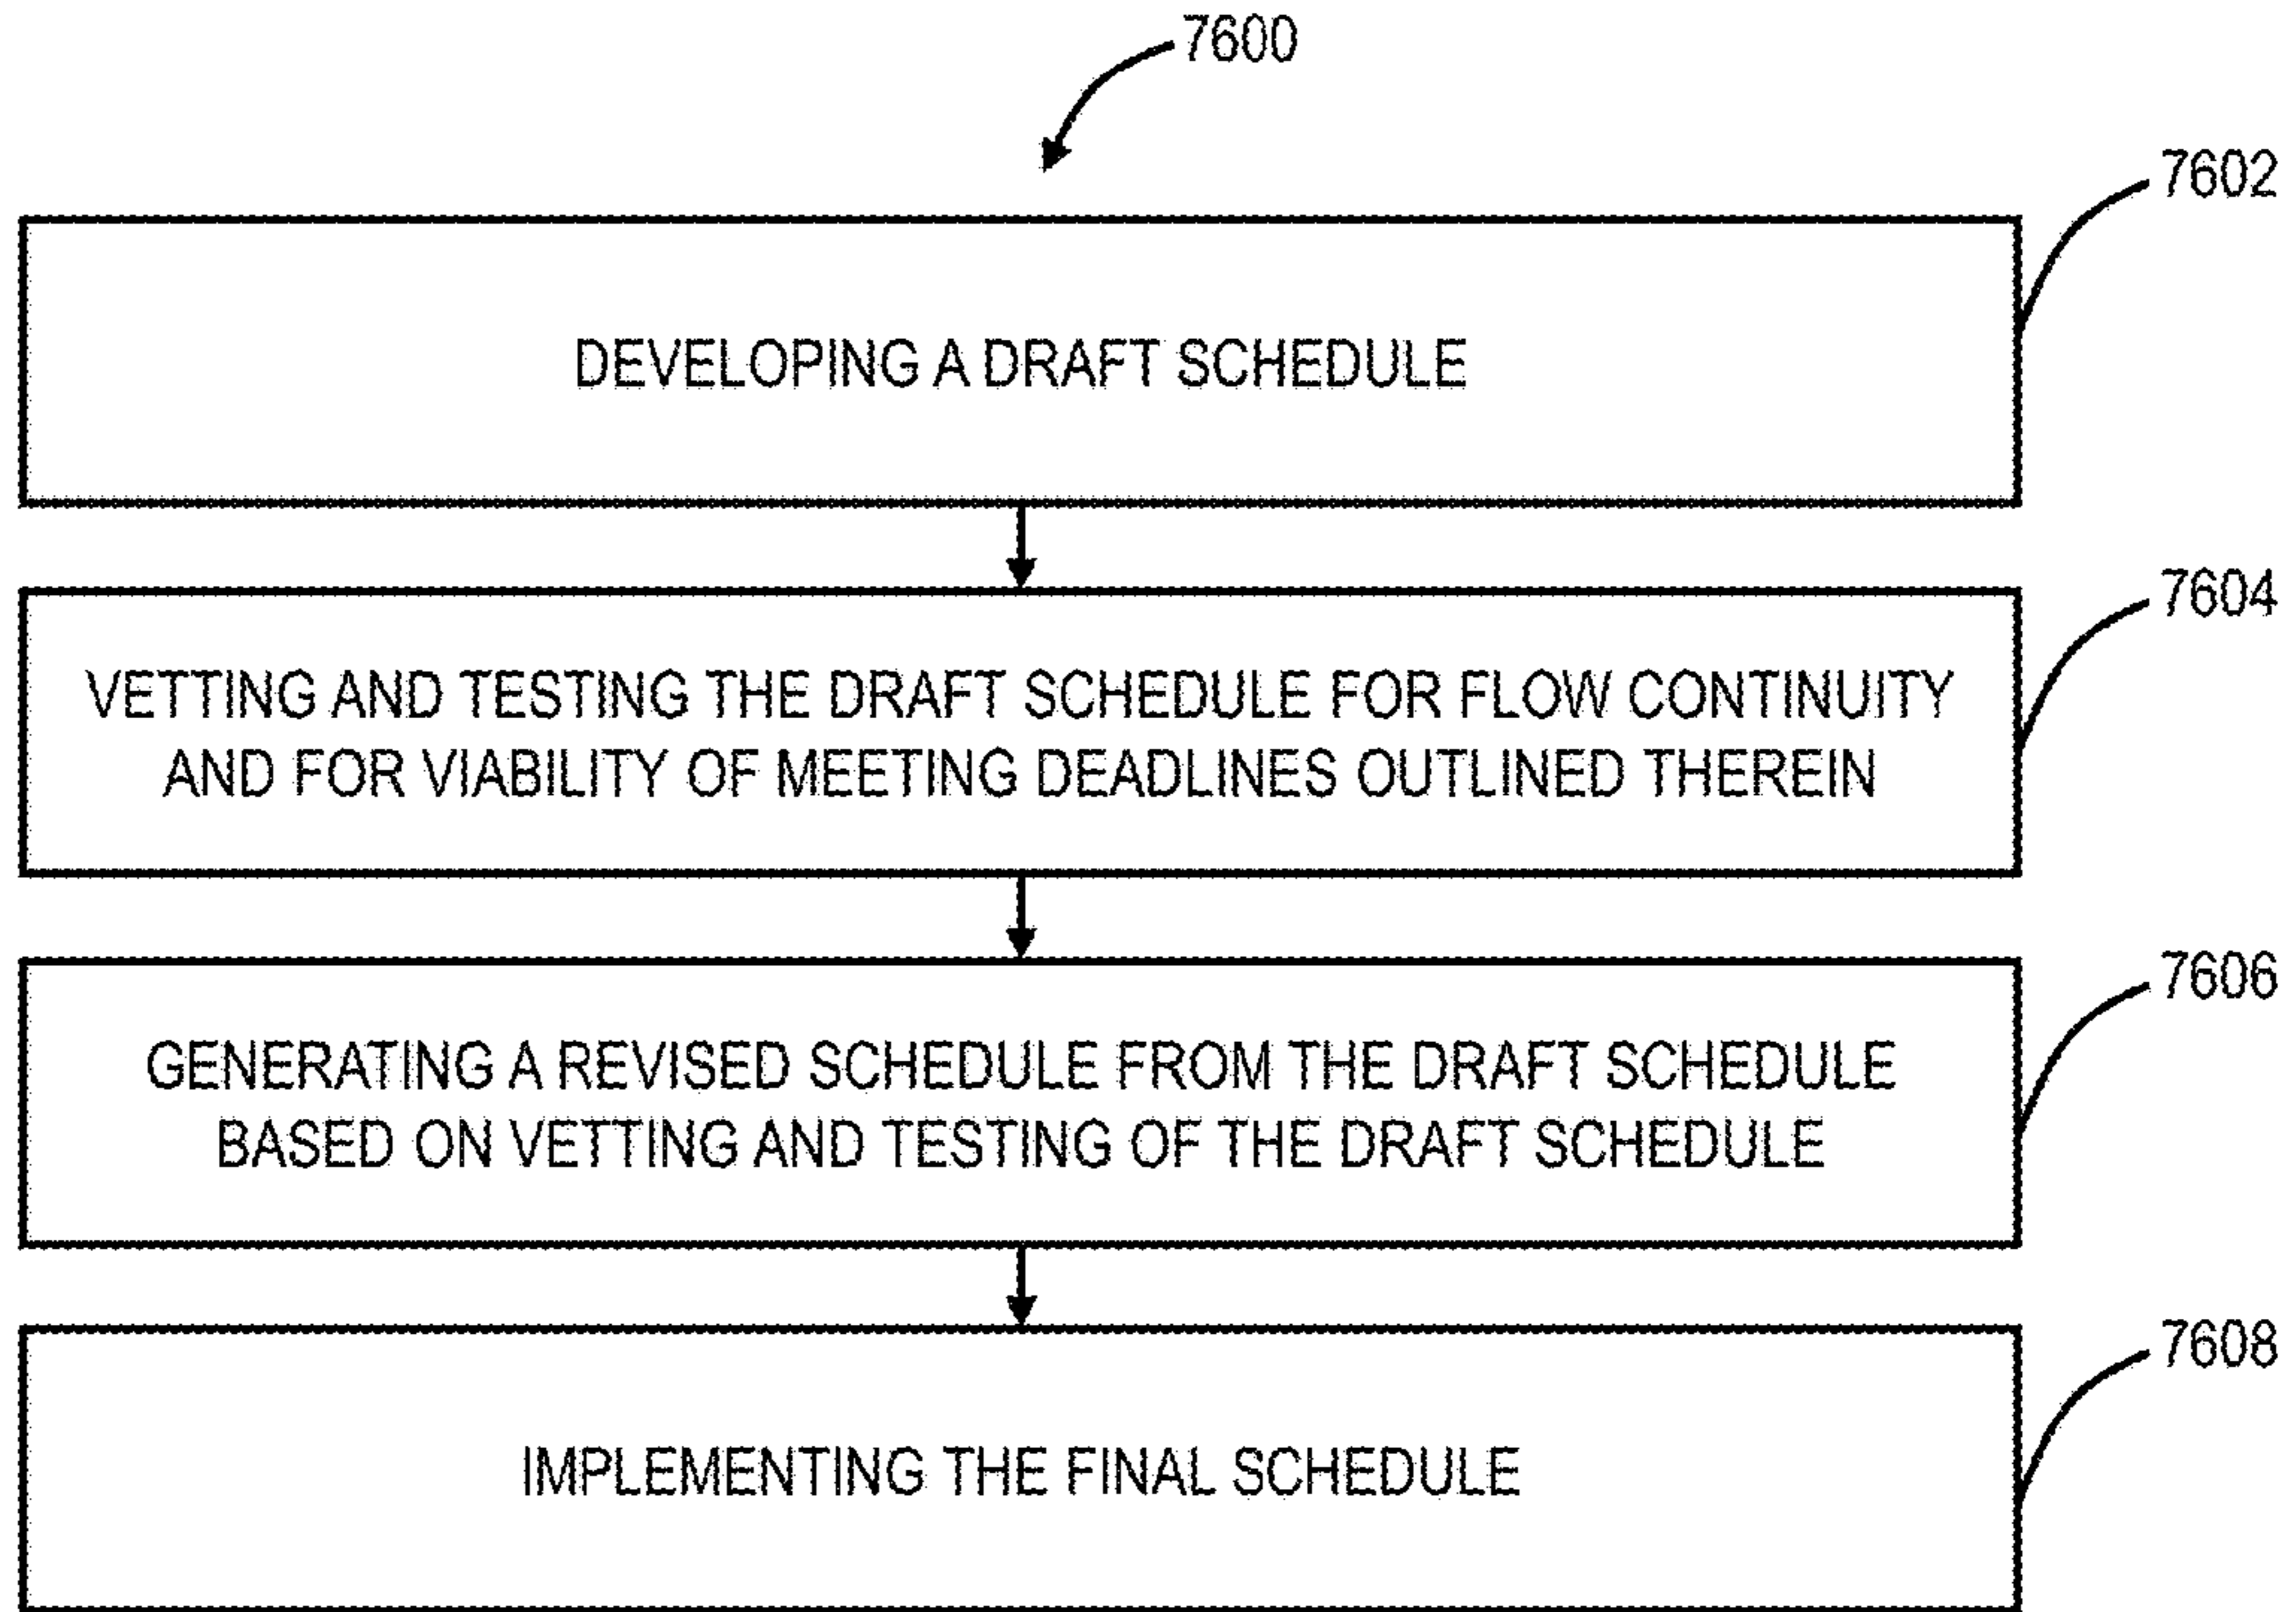 7600
7602
DEVELOPING A DRAFT SCHEDULE
7604
VETTING AND TESTING THE DRAFT SCHEDULE FOR FLOW CONTINUITY
AND FOR VIABILITY OF MEETING DEADLINES OUTLINED THEREIN
7606
GENERATING A REVISED SCHEDULE FROM THE DRAFT SCHEDULE
BASED ON VETTING AND TESTING OF THE DRAFT SCHEDULE
7608
IMPLEMENTING THE FINAL SCHEDULE